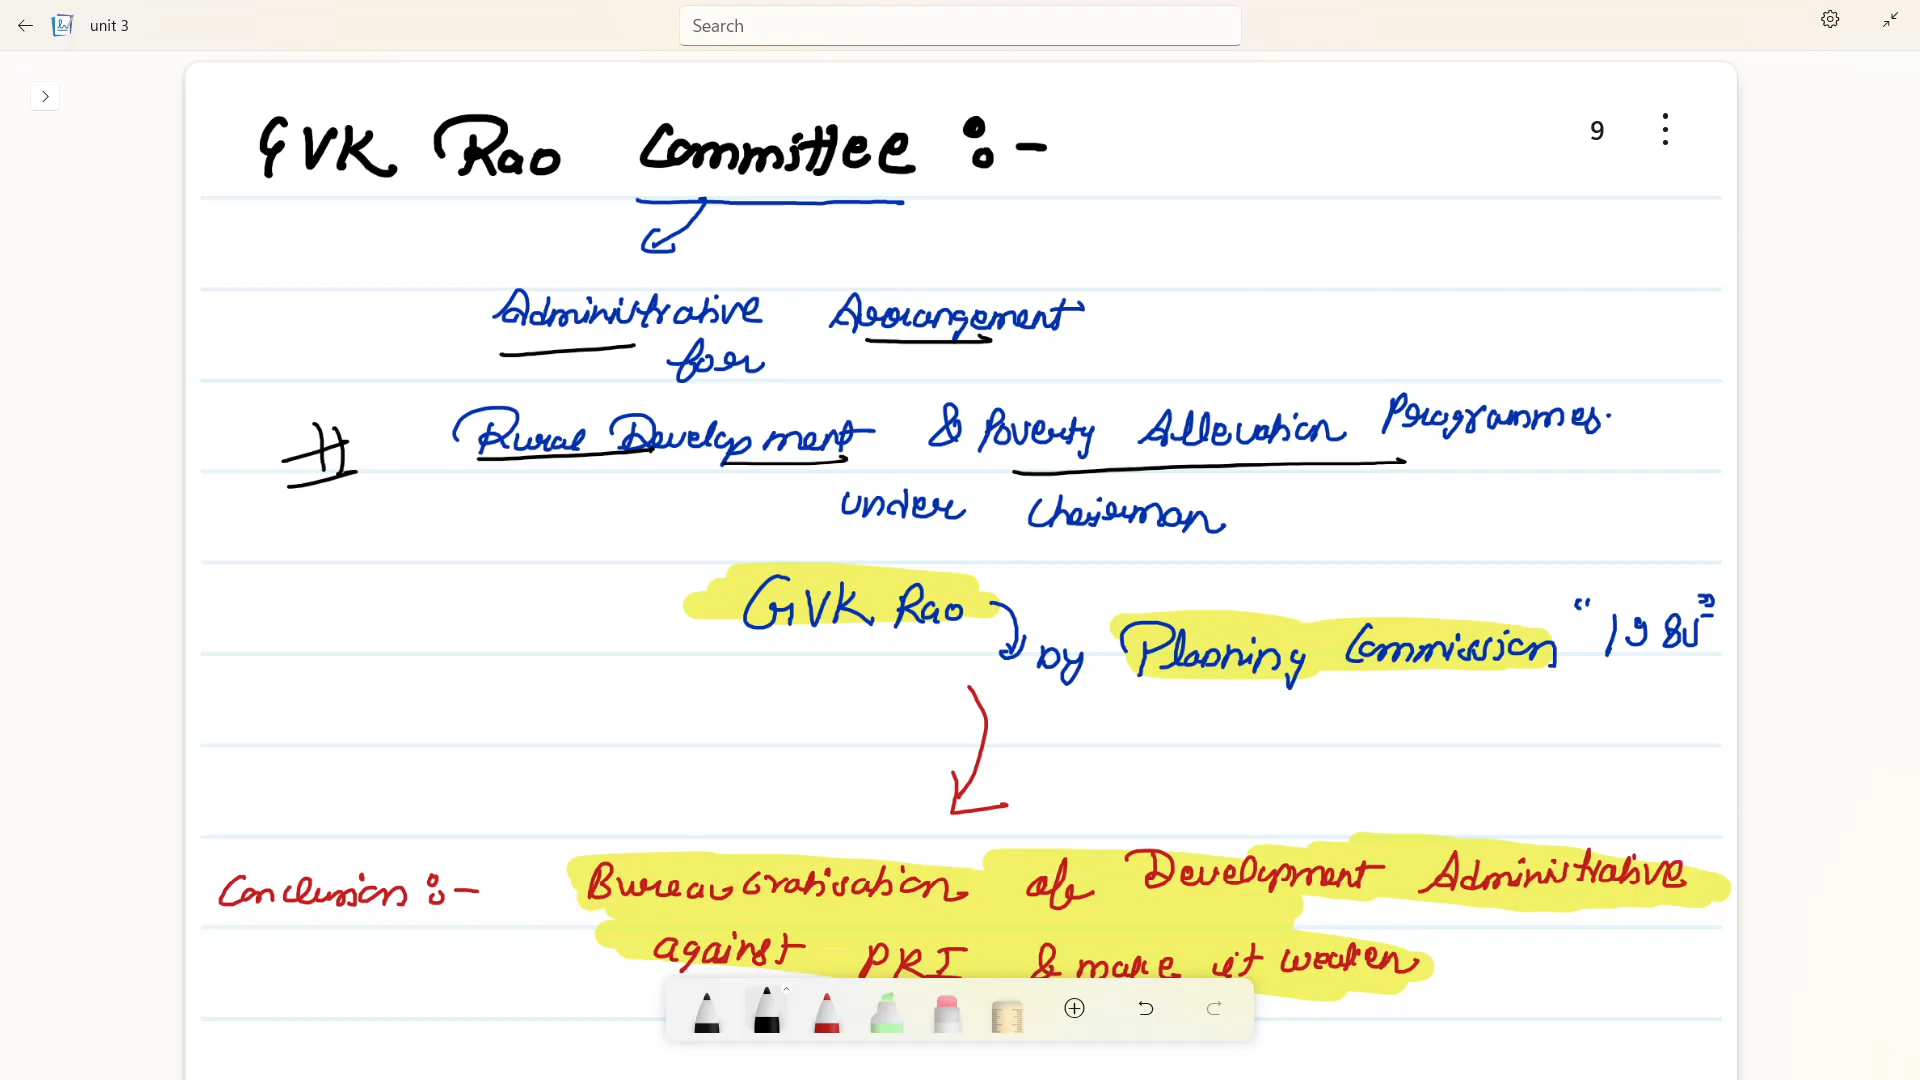 unit 3
Search
9
GVK Rao Committee :-
Administrative Arrangement
for
Rural Development & Poverty Allevation Programmes.
under Chairman
GVK Rao
by Planning Commission "1985"
Conclusion :- Bureaucratisation of Development Administrative
against PRI & make it weaken